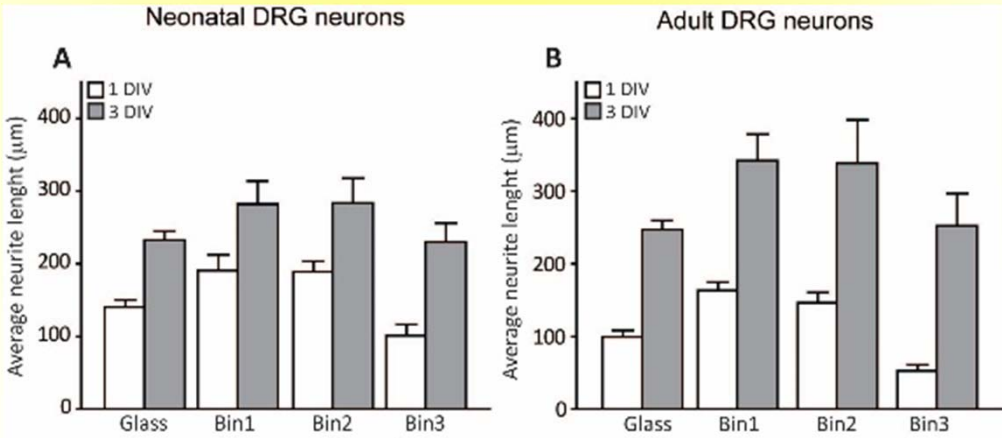 Neonatal DRG neurons
A
1 DIV
3 DIV
Average neurite lenght (μm)
400
300
200
100
0
Glass Bin1 Bin2 Bin3
Adult DRG neurons
B
1 DIV
3 DIV
Average neurite lenght (μm)
400
300
200
100
0
Glass Bin1 Bin2 Bin3